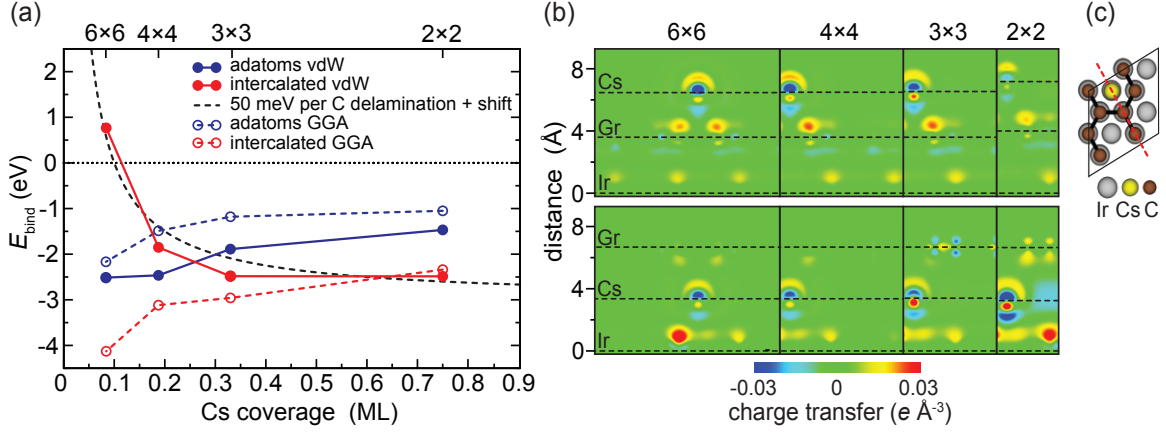 (a)
6×6 4×4 3×3 2×2
adatoms vdW
intercalated vdW
50 meV per C delamination + shift
adatoms GGA
intercalated GGA
2
1
0
-1
-2
-3
-4
E_bind (eV)
0 0.1 0.2 0.3 0.4 0.5 0.6 0.7 0.8 0.9
Cs coverage (ML)
(b)
6×6 4×4 3×3 2×2
8
Cs
4
Gr
Ir
0
8
Gr
4
Cs
Ir
0
distance (Å)
-0.03 0 0.03
charge transfer (e Å⁻³)
(c)
Ir Cs C